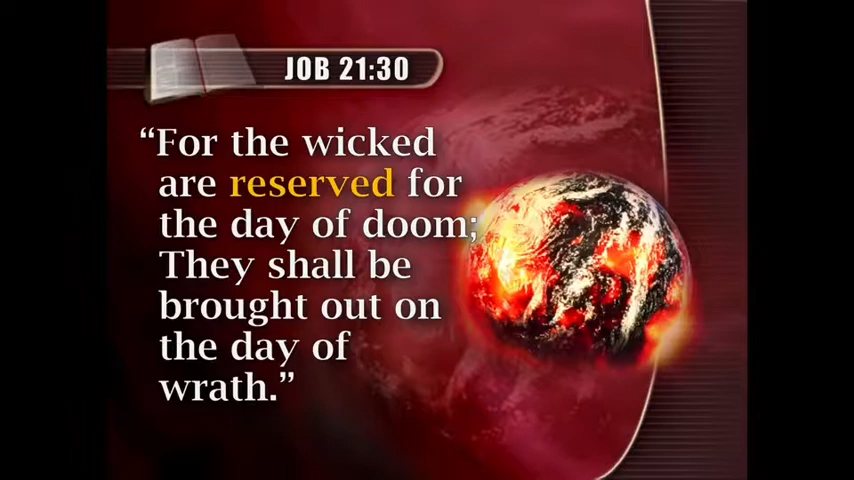 JOB 21:30
“For the wicked
are reserved for
the day of doom;
They shall be
brought out on
the day of
wrath.”